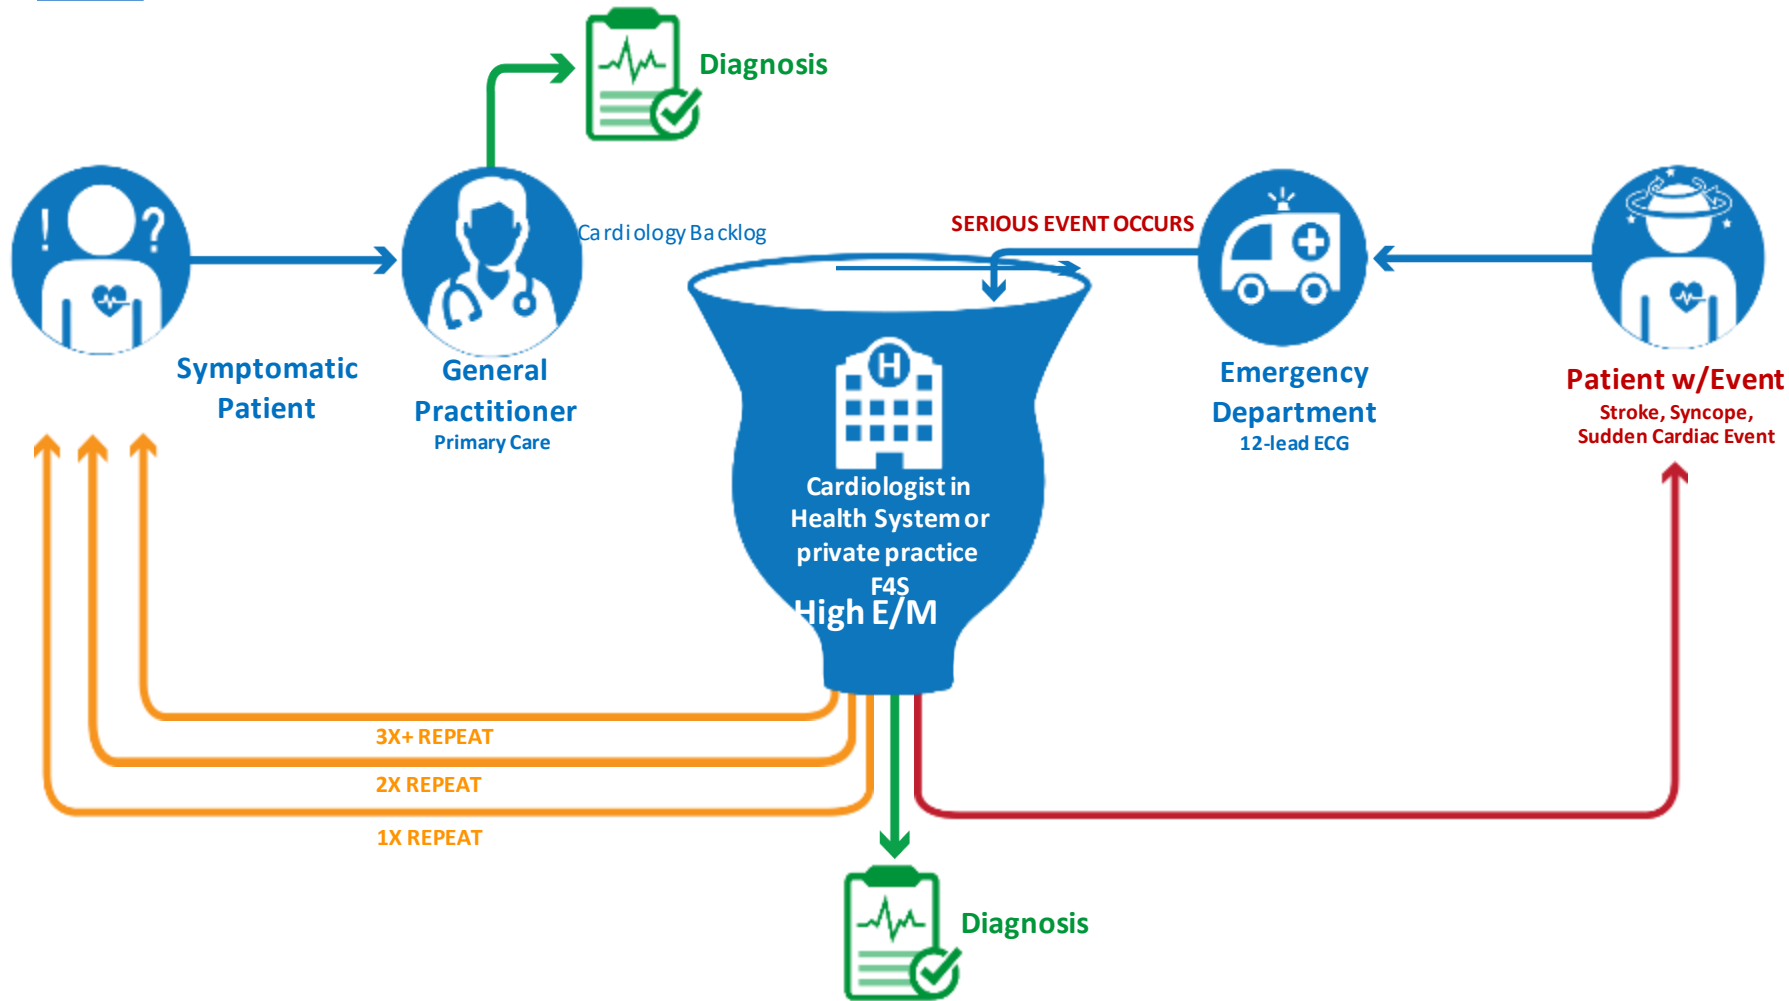 Diagnosis
Cardiology Backlog
SERIOUS EVENT OCCURS
Symptomatic
Patient
General
Practitioner
Primary Care
H
Cardiologist in
Health System or
private practice
F4S
High E/M
Emergency
Department
12-lead ECG
Patient w/Event
Stroke, Syncope,
Sudden Cardiac Event
3X+ REPEAT
2X REPEAT
1X REPEAT
Diagnosis